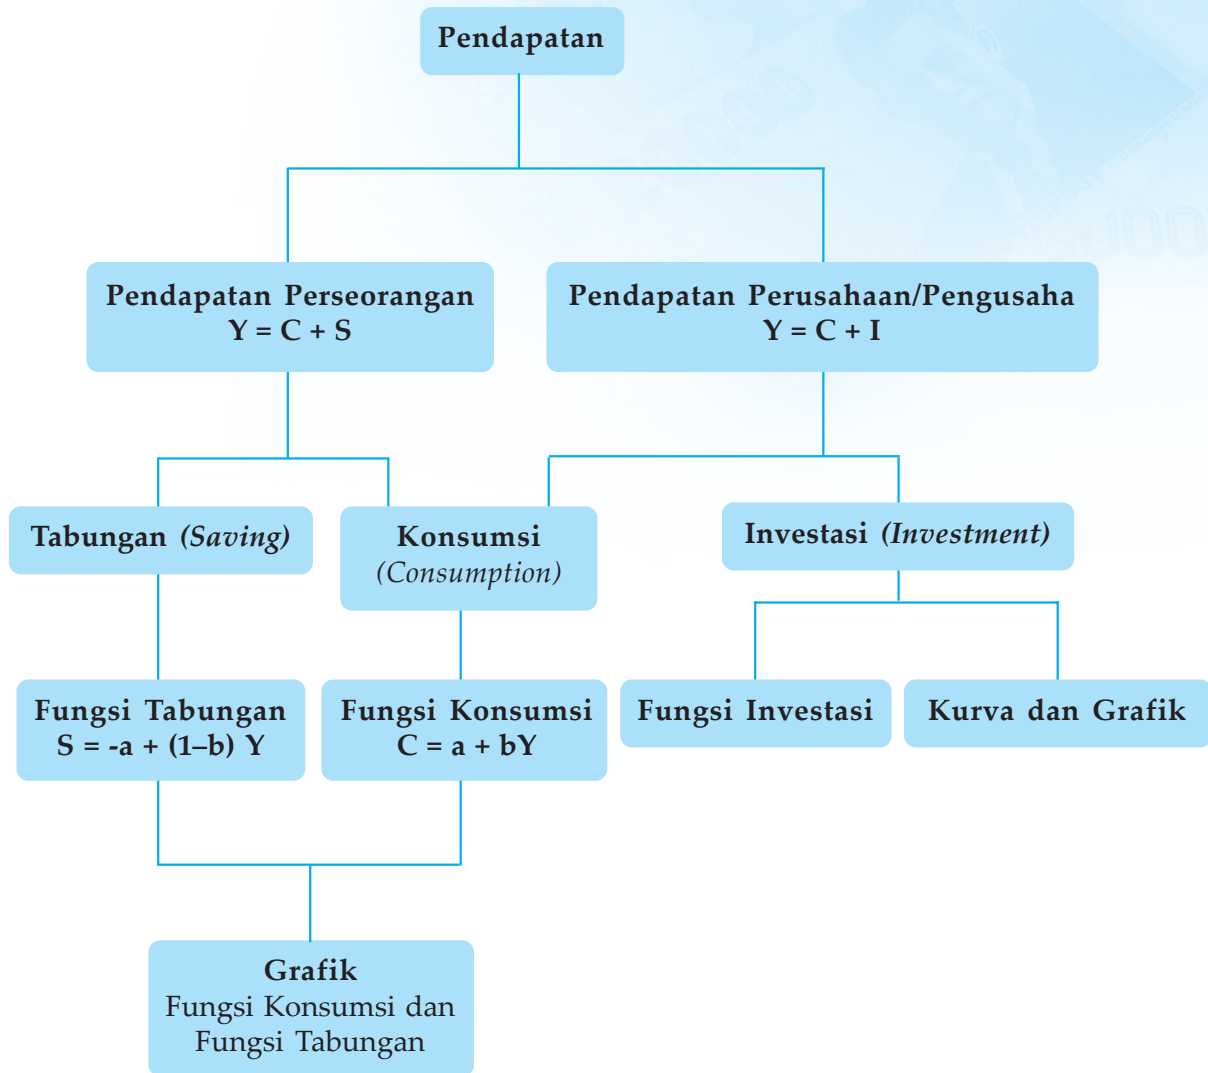 Pendapatan
Pendapatan Perseorangan
Y = C + S
Pendapatan Perusahaan/Pengusaha
Y = C + I
Tabungan (Saving)
Konsumsi
(Consumption)
Investasi (Investment)
Fungsi Tabungan
S = -a + (1–b) Y
Fungsi Konsumsi
C = a + bY
Fungsi Investasi
Kurva dan Grafik
Grafik
Fungsi Konsumsi dan
Fungsi Tabungan